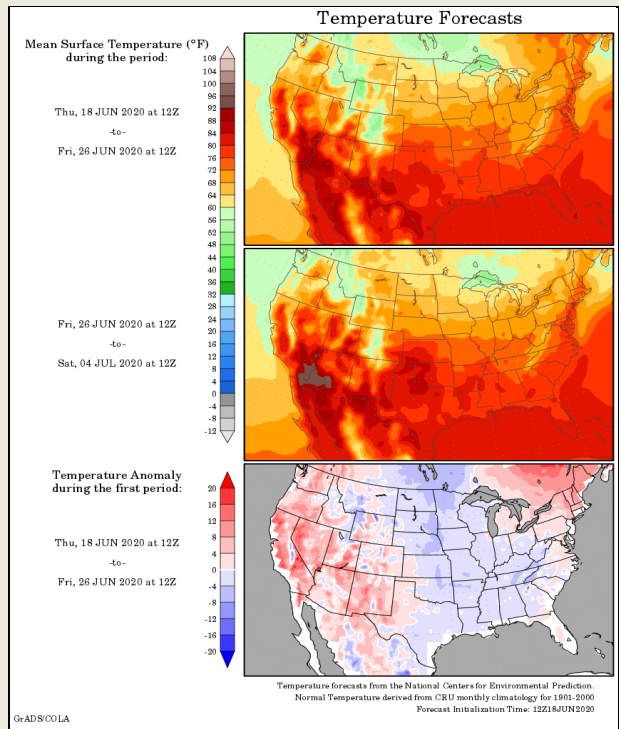 Temperature Forecasts
Mean Surface Temperature (°F)
during the period:
Thu, 18 JUN 2020 at 12Z
-to-
Fri, 26 JUN 2020 at 12Z
108
104
100
96
92
88
84
80
76
72
68
64
60
56
52
48
44
40
36
32
28
24
20
16
12
8
4
0
-4
-8
-12
Fri, 26 JUN 2020 at 12Z
-to-
Sat, 04 JUL 2020 at 12Z
Temperature Anomaly
during the first period:
Thu, 18 JUN 2020 at 12Z
-to-
Fri, 26 JUN 2020 at 12Z
20
16
12
8
4
0
-4
-8
-12
-16
-20
Temperature forecasts from the National Centers for Environmental Prediction.
Normal Temperature derived from CRU monthly climatology for 1901-2000
Forecast Initialization Time: 12Z18JUN2020
GrADS/COLA